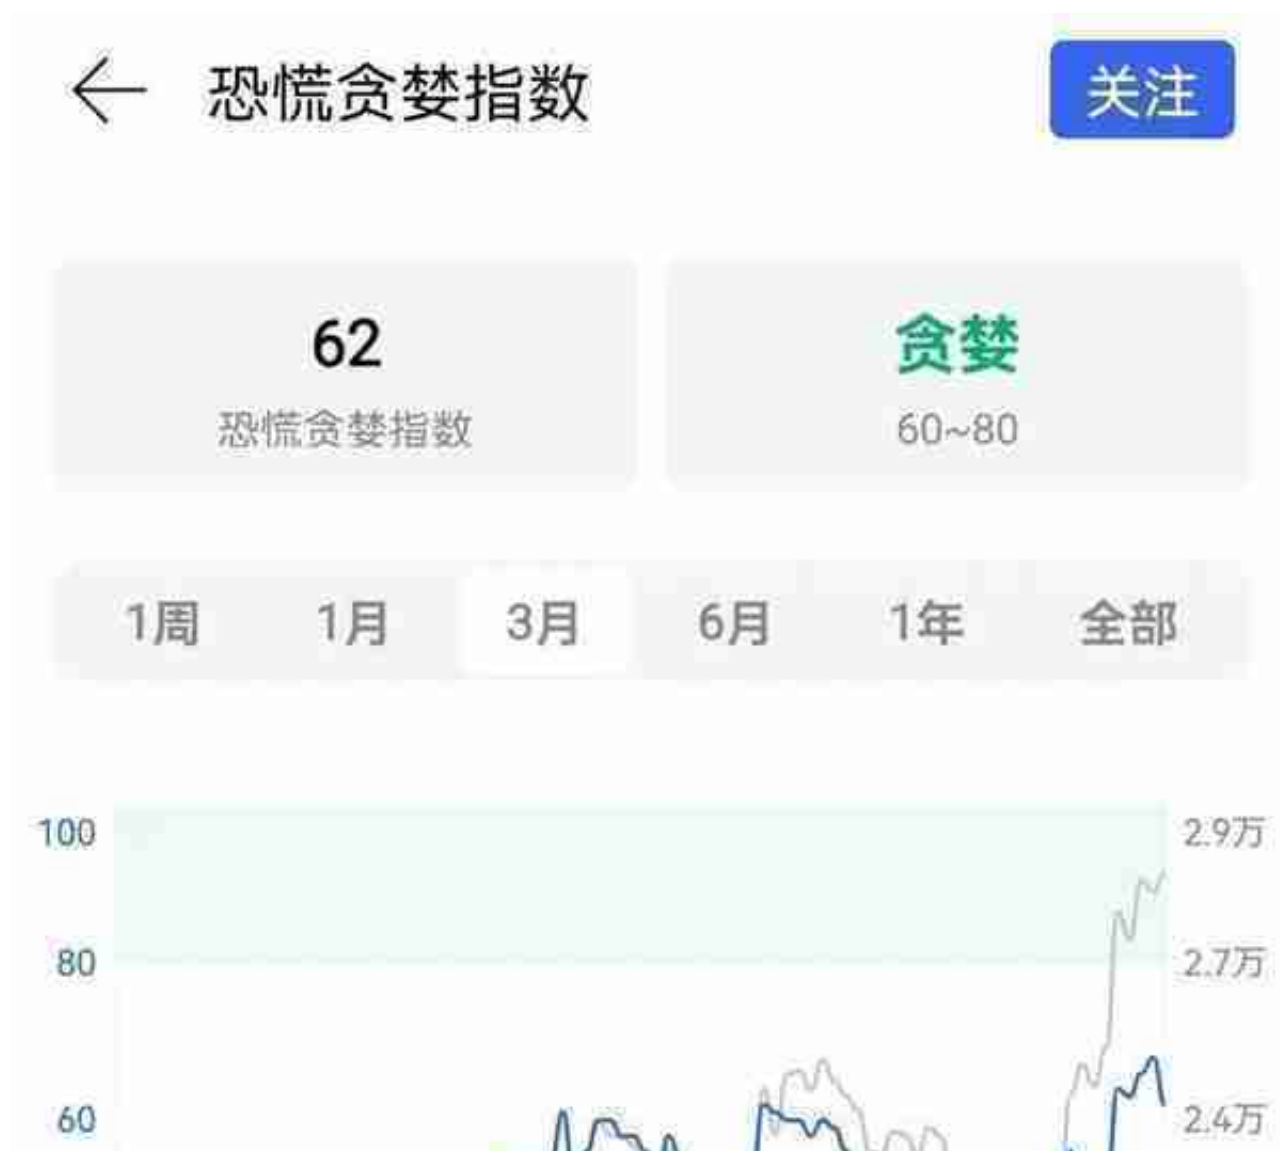 恐慌贪婪指数 关注
62 贪婪
恐慌贪婪指数 60~80
1周 1月 3月 6月 1年 全部
100 2.9万
80 2.7万
60 2.4万